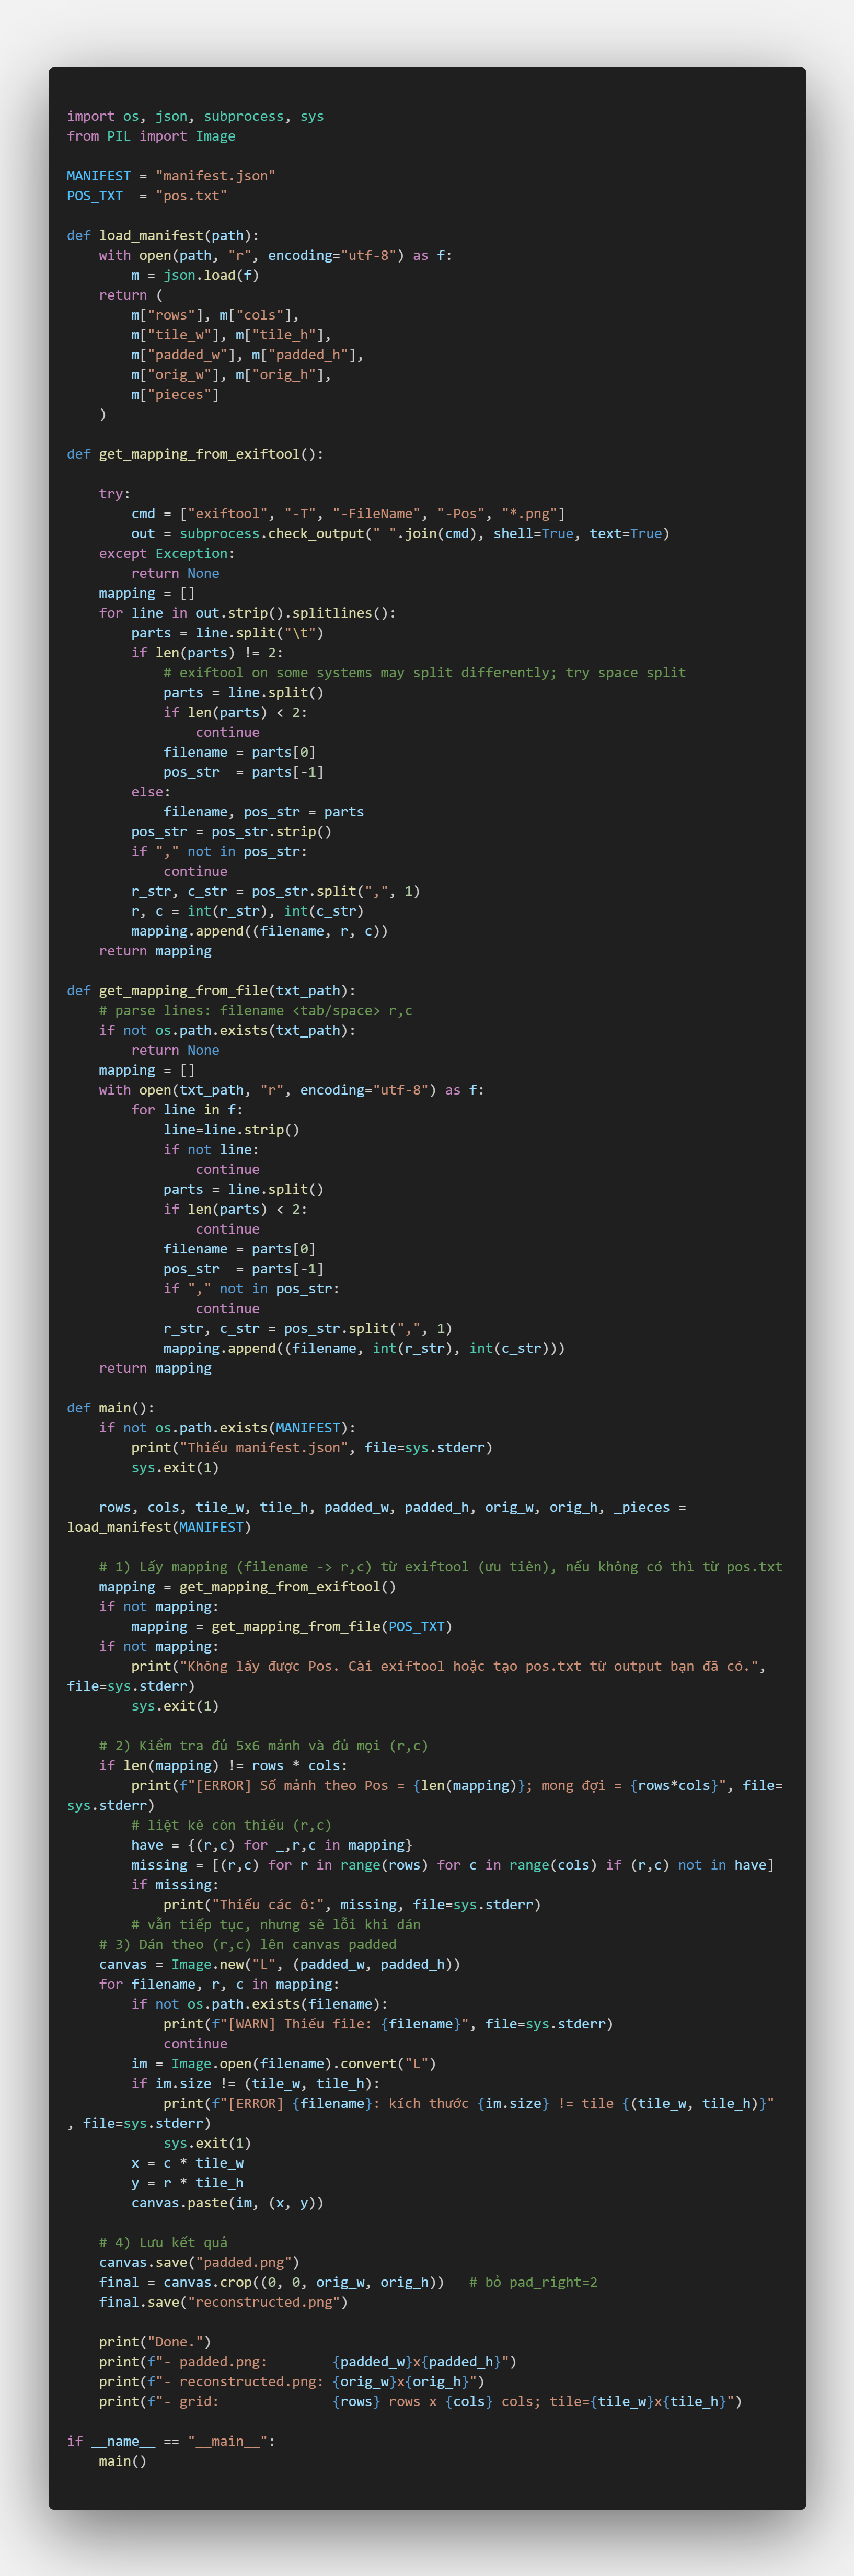 import os, json, subprocess, sys
from PIL import Image

MANIFEST = "manifest.json"
POS_TXT  = "pos.txt"

def load_manifest(path):
    with open(path, "r", encoding="utf-8") as f:
        m = json.load(f)
    return (
        m["rows"], m["cols"],
        m["tile_w"], m["tile_h"],
        m["padded_w"], m["padded_h"],
        m["orig_w"], m["orig_h"],
        m["pieces"]
    )

def get_mapping_from_exiftool():

    try:
        cmd = ["exiftool", "-T", "-FileName", "-Pos", "*.png"]
        out = subprocess.check_output(" ".join(cmd), shell=True, text=True)
    except Exception:
        return None
    mapping = []
    for line in out.strip().splitlines():
        parts = line.split("\t")
        if len(parts) != 2:
            # exiftool on some systems may split differently; try space split
            parts = line.split()
            if len(parts) < 2:
                continue
            filename = parts[0]
            pos_str  = parts[-1]
        else:
            filename, pos_str = parts
        pos_str = pos_str.strip()
        if "," not in pos_str:
            continue
        r_str, c_str = pos_str.split(",", 1)
        r, c = int(r_str), int(c_str)
        mapping.append((filename, r, c))
    return mapping

def get_mapping_from_file(txt_path):
    # parse lines: filename <tab/space> r,c
    if not os.path.exists(txt_path):
        return None
    mapping = []
    with open(txt_path, "r", encoding="utf-8") as f:
        for line in f:
            line=line.strip()
            if not line:
                continue
            parts = line.split()
            if len(parts) < 2:
                continue
            filename = parts[0]
            pos_str  = parts[-1]
            if "," not in pos_str:
                continue
            r_str, c_str = pos_str.split(",", 1)
            mapping.append((filename, int(r_str), int(c_str)))
    return mapping

def main():
    if not os.path.exists(MANIFEST):
        print("Thiếu manifest.json", file=sys.stderr)
        sys.exit(1)

    rows, cols, tile_w, tile_h, padded_w, padded_h, orig_w, orig_h, _pieces =
load_manifest(MANIFEST)

    # 1) Lấy mapping (filename -> r,c) từ exiftool (ưu tiên), nếu không có thì từ pos.txt
    mapping = get_mapping_from_exiftool()
    if not mapping:
        mapping = get_mapping_from_file(POS_TXT)
    if not mapping:
        print("Không lấy được Pos. Cài exiftool hoặc tạo pos.txt từ output bạn đã có.",
file=sys.stderr)
        sys.exit(1)

    # 2) Kiểm tra đủ 5x6 mảnh và đủ mọi (r,c)
    if len(mapping) != rows * cols:
        print(f"[ERROR] Số mảnh theo Pos = {len(mapping)}; mong đợi = {rows*cols}", file=
sys.stderr)
        # liệt kê còn thiếu (r,c)
        have = {(r,c) for _,r,c in mapping}
        missing = [(r,c) for r in range(rows) for c in range(cols) if (r,c) not in have]
        if missing:
            print("Thiếu các ô:", missing, file=sys.stderr)
        # vẫn tiếp tục, nhưng sẽ lỗi khi dán
    # 3) Dán theo (r,c) lên canvas padded
    canvas = Image.new("L", (padded_w, padded_h))
    for filename, r, c in mapping:
        if not os.path.exists(filename):
            print(f"[WARN] Thiếu file: {filename}", file=sys.stderr)
            continue
        im = Image.open(filename).convert("L")
        if im.size != (tile_w, tile_h):
            print(f"[ERROR] {filename}: kích thước {im.size} != tile {(tile_w, tile_h)}"
, file=sys.stderr)
            sys.exit(1)
        x = c * tile_w
        y = r * tile_h
        canvas.paste(im, (x, y))

    # 4) Lưu kết quả
    canvas.save("padded.png")
    final = canvas.crop((0, 0, orig_w, orig_h))   # bỏ pad_right=2
    final.save("reconstructed.png")

    print("Done.")
    print(f"- padded.png:        {padded_w}x{padded_h}")
    print(f"- reconstructed.png: {orig_w}x{orig_h}")
    print(f"- grid:              {rows} rows x {cols} cols; tile={tile_w}x{tile_h}")

if __name__ == "__main__":
    main()